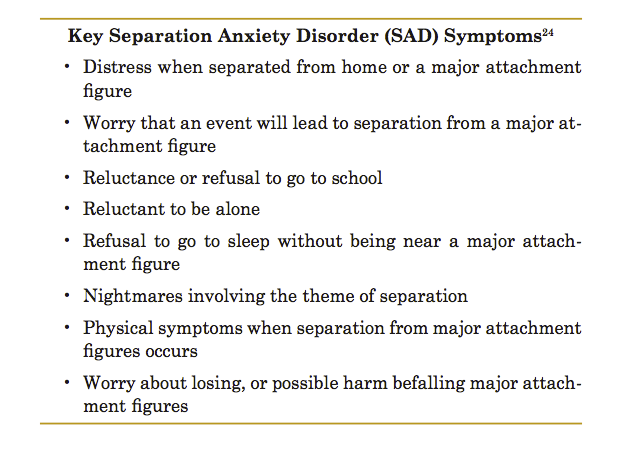 Key Separation Anxiety Disorder (SAD) Symptoms²⁴
• Distress when separated from home or a major attachment
figure
• Worry that an event will lead to separation from a major at-
tachment figure
• Reluctance or refusal to go to school
• Reluctant to be alone
• Refusal to go to sleep without being near a major attach-
ment figure
• Nightmares involving the theme of separation
• Physical symptoms when separation from major attachment
figures occurs
• Worry about losing, or possible harm befalling major attach-
ment figures